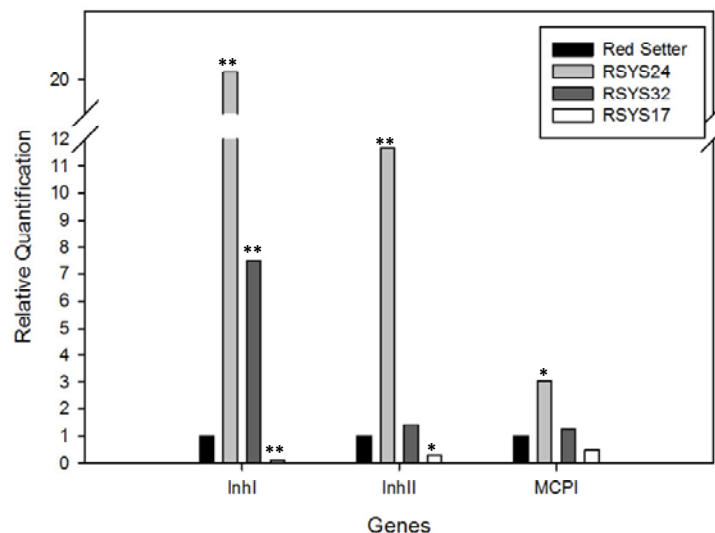 Red Setter
RSYS24
RSYS32
RSYS17
**
**
**
**
*
*
20
12
11
10
9
8
7
6
5
4
3
2
1
0
Relative Quantification
InhI
InhII
MCPI
Genes